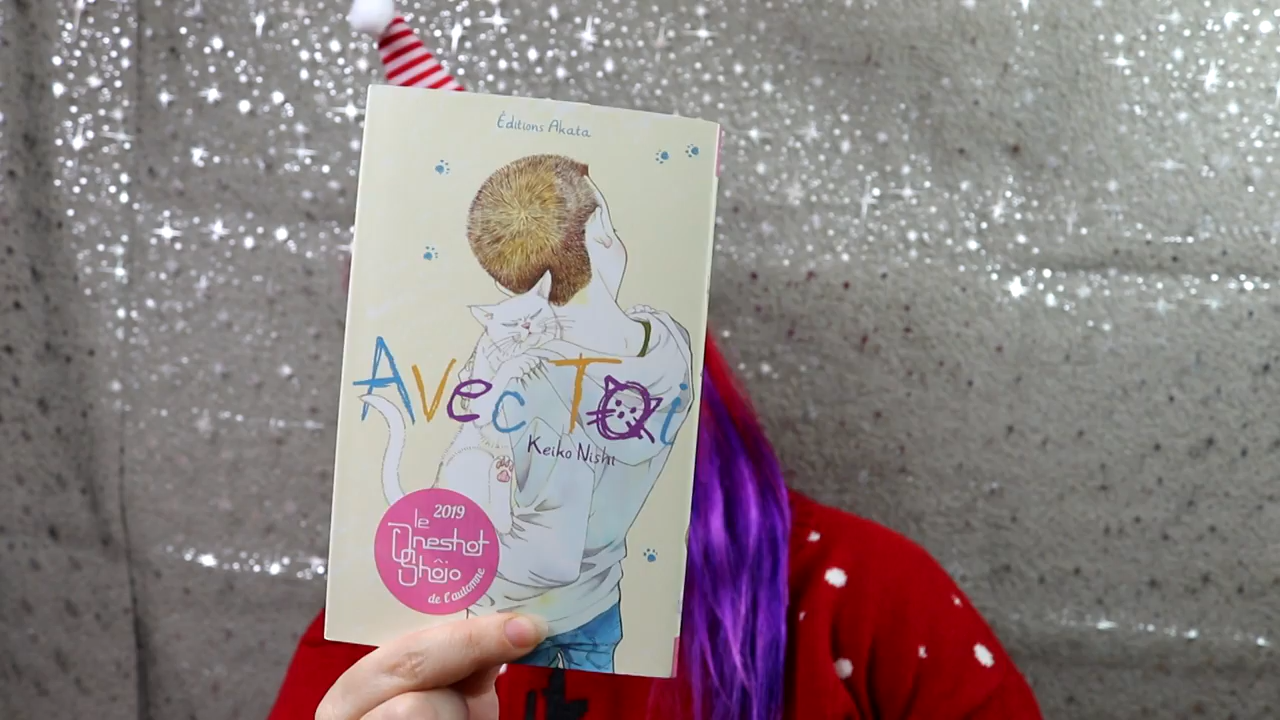 Éditions Akata
Avec Toi
Keiko Nishi
2019
le
Oneshot
Shôjo
de l'automne